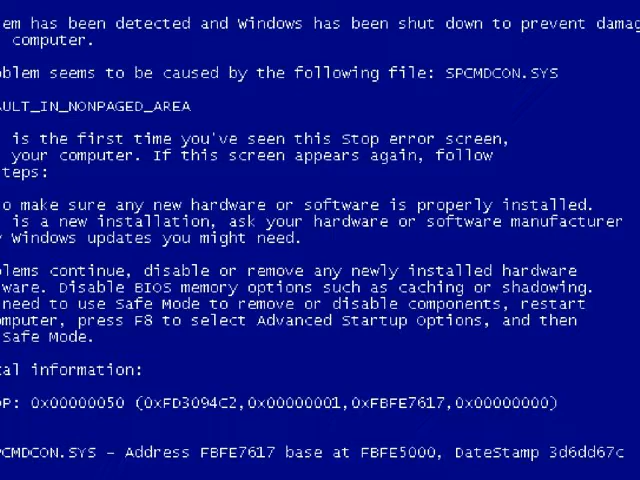 em has been detected and Windows has been shut down to prevent damag
computer.
oblem seems to be caused by the following file: SPCMDCON.SYS
AULT_IN_NONPAGED_AREA
is the first time you've seen this Stop error screen,
your computer. If this screen appears again, follow
teps:
o make sure any new hardware or software is properly installed.
is a new installation, ask your hardware or software manufacturer
y Windows updates you might need.
blems continue, disable or remove any newly installed hardware
ware. Disable BIOS memory options such as caching or shadowing.
need to use Safe Mode to remove or disable components, restart
omputer, press F8 to select Advanced Startup Options, and then
Safe Mode.
cal information:
OP: 0x00000050 (0xFD3094C2,0x00000001,0xFBFE7617,0x00000000)
PCMDCON.SYS – Address FBFE7617 base at FBFE5000, DateStamp 3d6dd67c